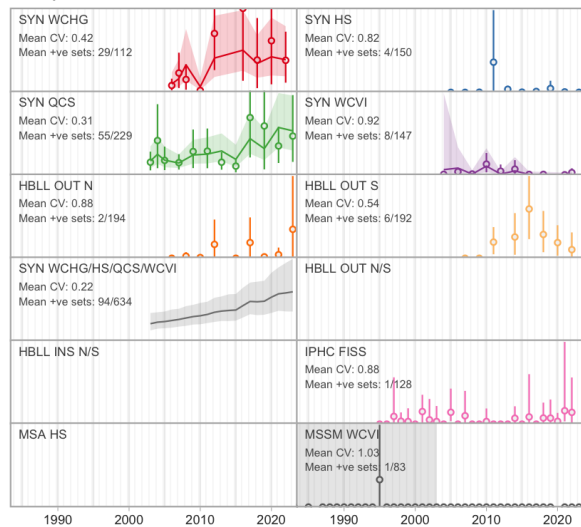 SYN WCHG
Mean CV: 0.42
Mean +ve sets: 29/112
SYN HS
Mean CV: 0.82
Mean +ve sets: 4/150
SYN QCS
Mean CV: 0.31
Mean +ve sets: 55/229
SYN WCVI
Mean CV: 0.92
Mean +ve sets: 8/147
HBLL OUT N
Mean CV: 0.88
Mean +ve sets: 2/194
HBLL OUT S
Mean CV: 0.54
Mean +ve sets: 6/192
SYN WCHG/HS/QCS/WCVI
Mean CV: 0.22
Mean +ve sets: 94/634
HBLL OUT N/S
HBLL INS N/S
IPHC FISS
Mean CV: 0.88
Mean +ve sets: 1/128
MSA HS
MSSM WCVI
Mean CV: 1.03
Mean +ve sets: 1/83
1990 2000 2010 2020 1990 2000 2010 2020